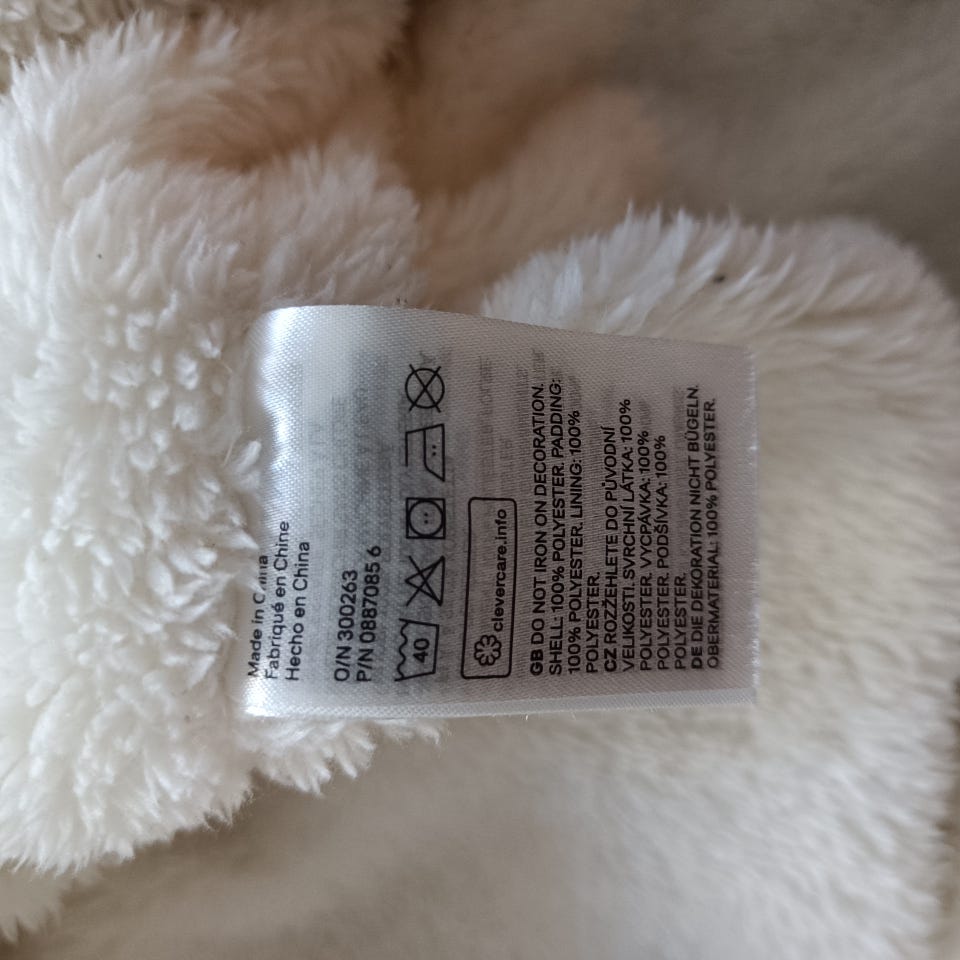 Made in China
Fabriqué en Chine
Hecho en China
O/N 300263
P/N 0887085 6
40
clevercare.info
GB DO NOT IRON ON DECORATION.
SHELL: 100% POLYESTER. PADDING:
100% POLYESTER. LINING: 100%
POLYESTER.
CZ ROZŽEHLETE DO PŮVODNÍ
VELIKOSTI. SVRCHNÍ LÁTKA: 100%
POLYESTER. VYCPÁVKA: 100%
POLYESTER. PODŠÍVKA: 100%
POLYESTER.
DE DIE DEKORATION NICHT BÜGELN.
OBERMATERIAL: 100% POLYESTER.